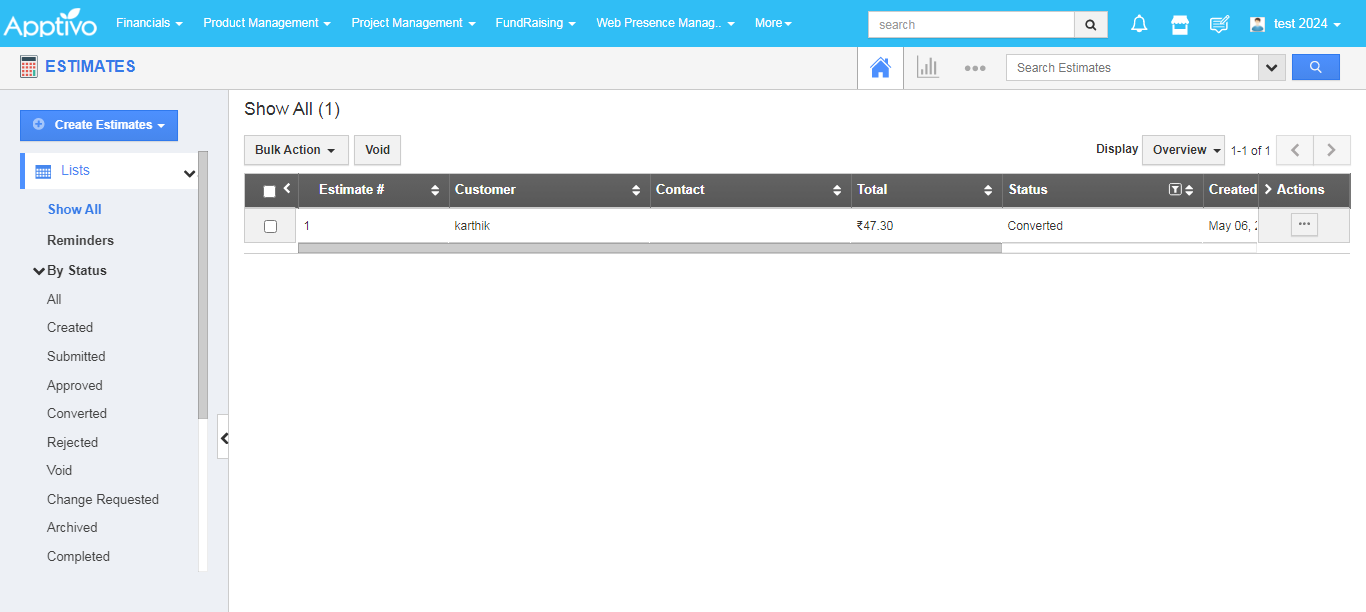 Apptivo Financials Product Management Project Management FundRaising Web Presence Manag.. More search test 2024
ESTIMATES Search Estimates
Create Estimates
Lists
Show All
Reminders
By Status
All
Created
Submitted
Approved
Converted
Rejected
Void
Change Requested
Archived
Completed
Show All (1)
Bulk Action Void Display Overview 1-1 of 1
Estimate # Customer Contact Total Status Created Actions
1 karthik ₹47.30 Converted May 06,